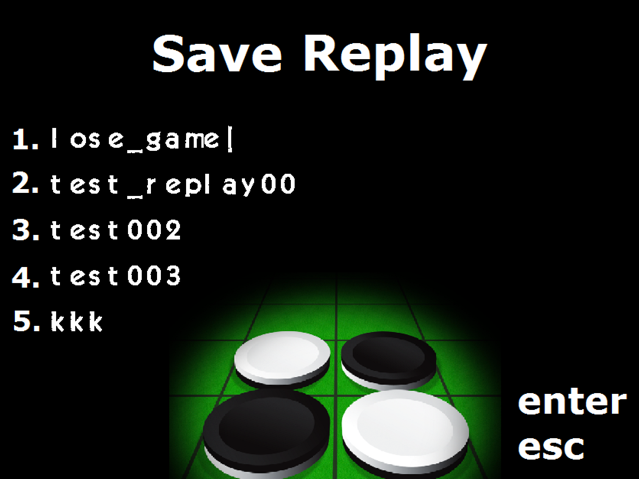 Save Replay
1. lose_game|
2. test_replay00
3. test002
4. test003
5. kkk
enter
esc